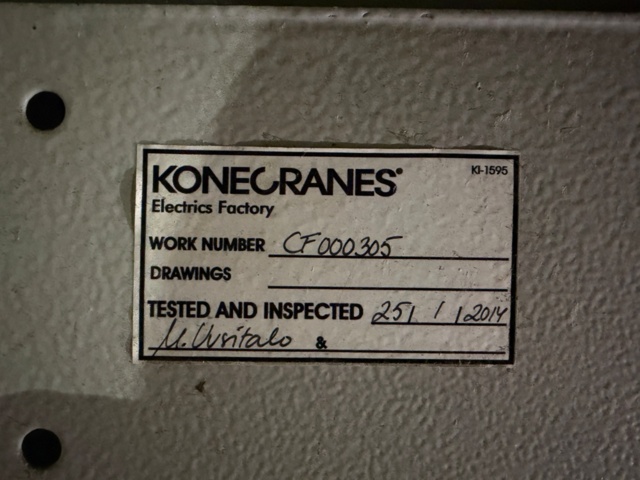 KONECRANES®
KI-1595
Electrics Factory
WORK NUMBER CF000305
DRAWINGS
TESTED AND INSPECTED 25/ 1 /2014
M. Uusitalo &